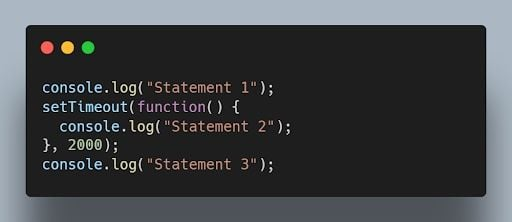 console.log("Statement 1");
setTimeout(function() {
  console.log("Statement 2");
}, 2000);
console.log("Statement 3");